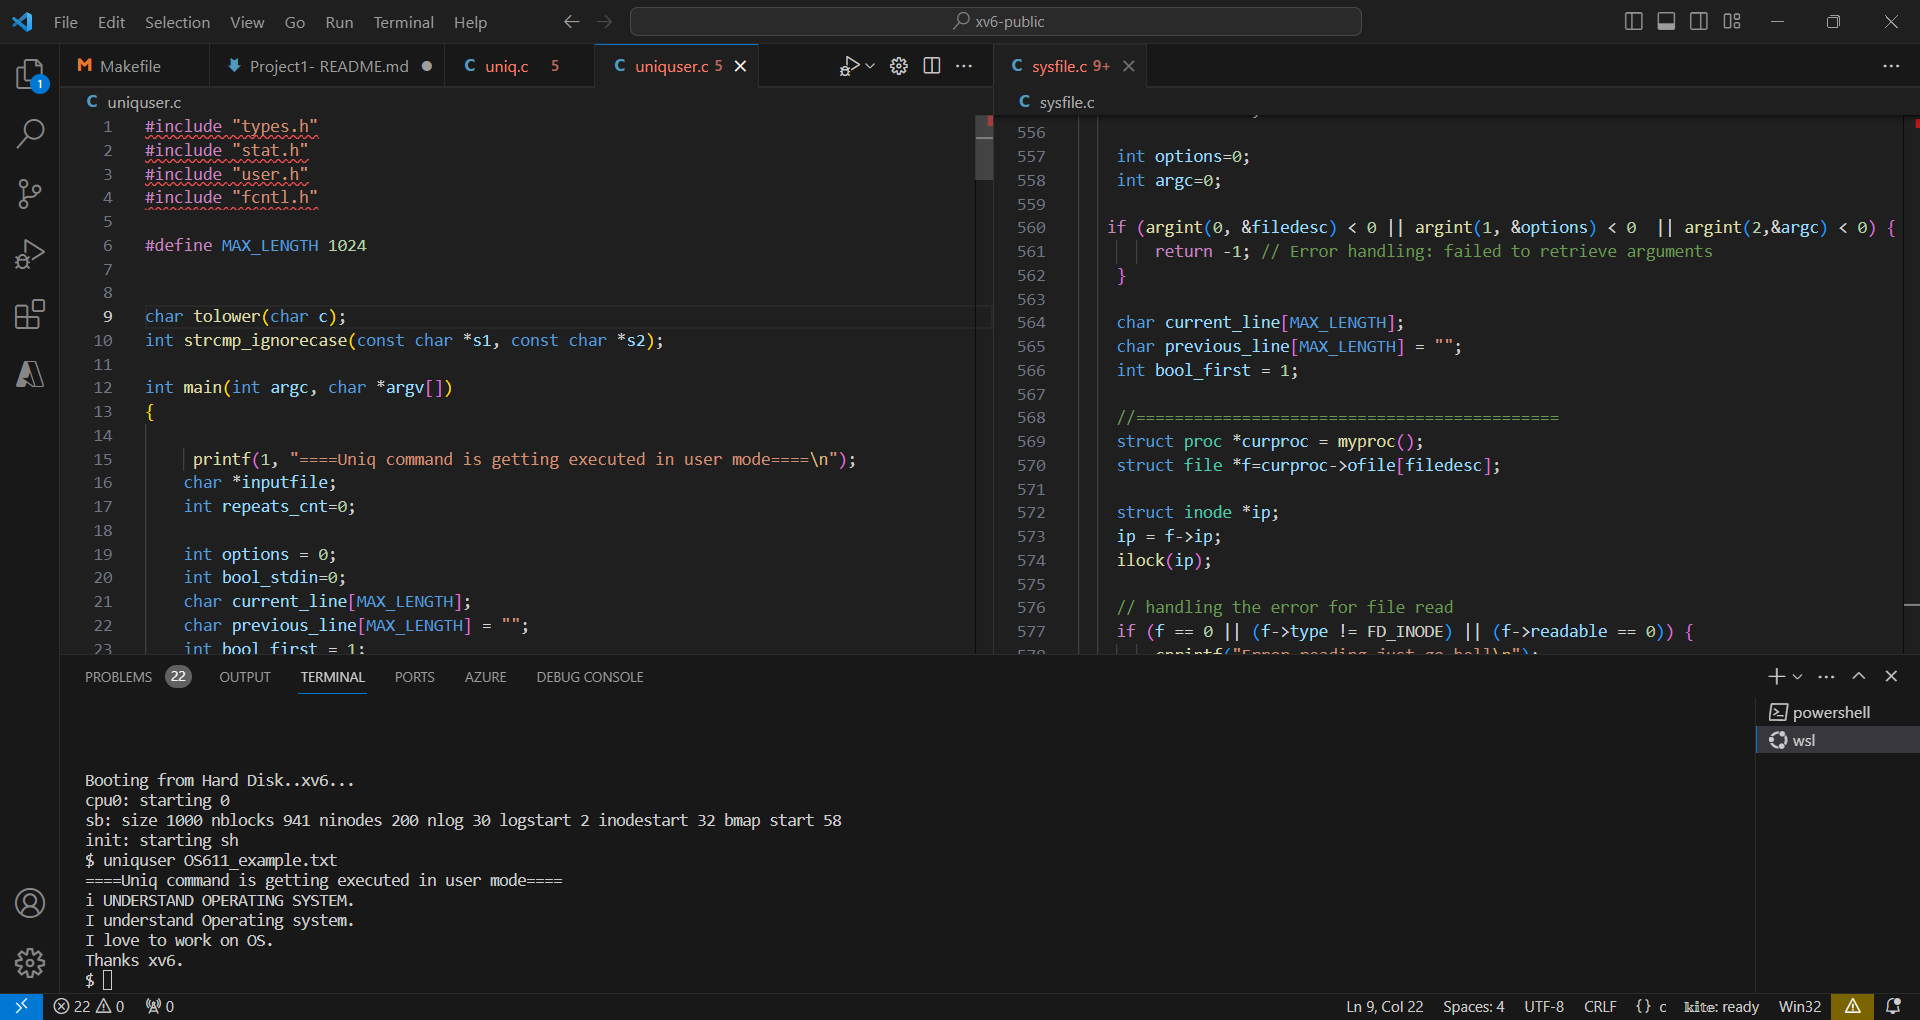 File Edit Selection View Go Run Terminal Help
xv6-public
Makefile
Project1- README.md
uniq.c 5
uniquser.c 5
sysfile.c 9+
uniquser.c
1 #include "types.h"
2 #include "stat.h"
3 #include "user.h"
4 #include "fcntl.h"
5
6 #define MAX_LENGTH 1024
7
8
9 char tolower(char c);
10 int strcmp_ignorecase(const char *s1, const char *s2);
11
12 int main(int argc, char *argv[])
13 {
14
15 printf(1, "====Uniq command is getting executed in user mode====\n");
16 char *inputfile;
17 int repeats_cnt=0;
18
19 int options = 0;
20 int bool_stdin=0;
21 char current_line[MAX_LENGTH];
22 char previous_line[MAX_LENGTH] = "";
23 int bool_first = 1;
sysfile.c
556
557 int options=0;
558 int argc=0;
559
560 if (argint(0, &filedesc) < 0 || argint(1, &options) < 0 || argint(2,&argc) < 0) {
561 return -1; // Error handling: failed to retrieve arguments
562 }
563
564 char current_line[MAX_LENGTH];
565 char previous_line[MAX_LENGTH] = "";
566 int bool_first = 1;
567
568 //============================================
569 struct proc *curproc = myproc();
570 struct file *f=curproc->ofile[filedesc];
571
572 struct inode *ip;
573 ip = f->ip;
574 ilock(ip);
575
576 // handling the error for file read
577 if (f == 0 || (f->type != FD_INODE) || (f->readable == 0)) {
PROBLEMS 22 OUTPUT TERMINAL PORTS AZURE DEBUG CONSOLE
powershell
wsl
Booting from Hard Disk..xv6...
cpu0: starting 0
sb: size 1000 nblocks 941 ninodes 200 nlog 30 logstart 2 inodestart 32 bmap start 58
init: starting sh
$ uniquser OS611_example.txt
====Uniq command is getting executed in user mode====
i UNDERSTAND OPERATING SYSTEM.
I understand Operating system.
I love to work on OS.
Thanks xv6.
$
22 0 0 Ln 9, Col 22 Spaces: 4 UTF-8 CRLF {} c kite: ready Win32